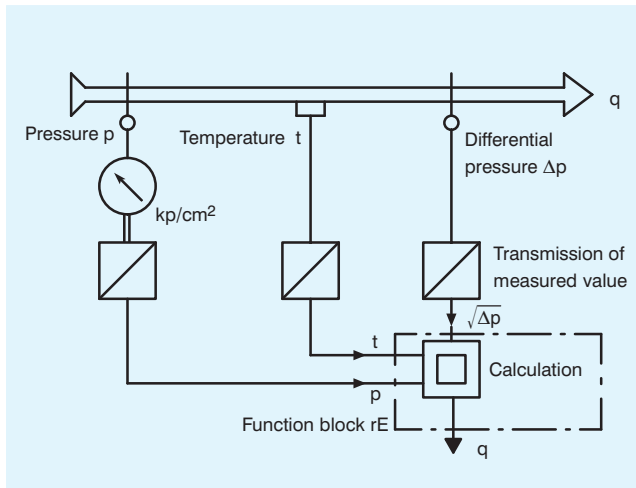 q
Pressure p
Temperature t
Differential
pressure Δp
kp/cm²
Transmission of
measured value
√Δp
t
Calculation
p
Function block rE
q